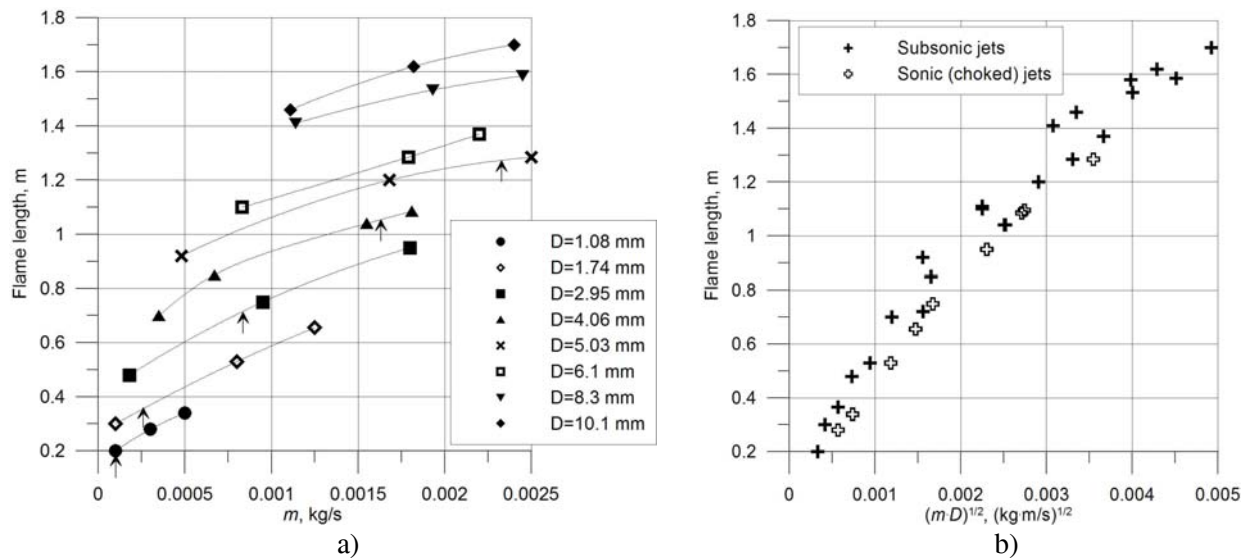 1.8
1.6
1.4
1.2
1
0.8
0.6
0.4
0.2
Flame length, m
D=1.08 mm
D=1.74 mm
D=2.95 mm
D=4.06 mm
D=5.03 mm
D=6.1 mm
D=8.3 mm
D=10.1 mm
0 0.0005 0.001 0.0015 0.002 0.0025
m, kg/s
a)
1.8
1.6
1.4
1.2
1
0.8
0.6
0.4
0.2
Flame length, m
Subsonic jets
Sonic (choked) jets
0 0.001 0.002 0.003 0.004 0.005
(m·D)¹ᐟ², (kg·m/s)¹ᐟ²
b)